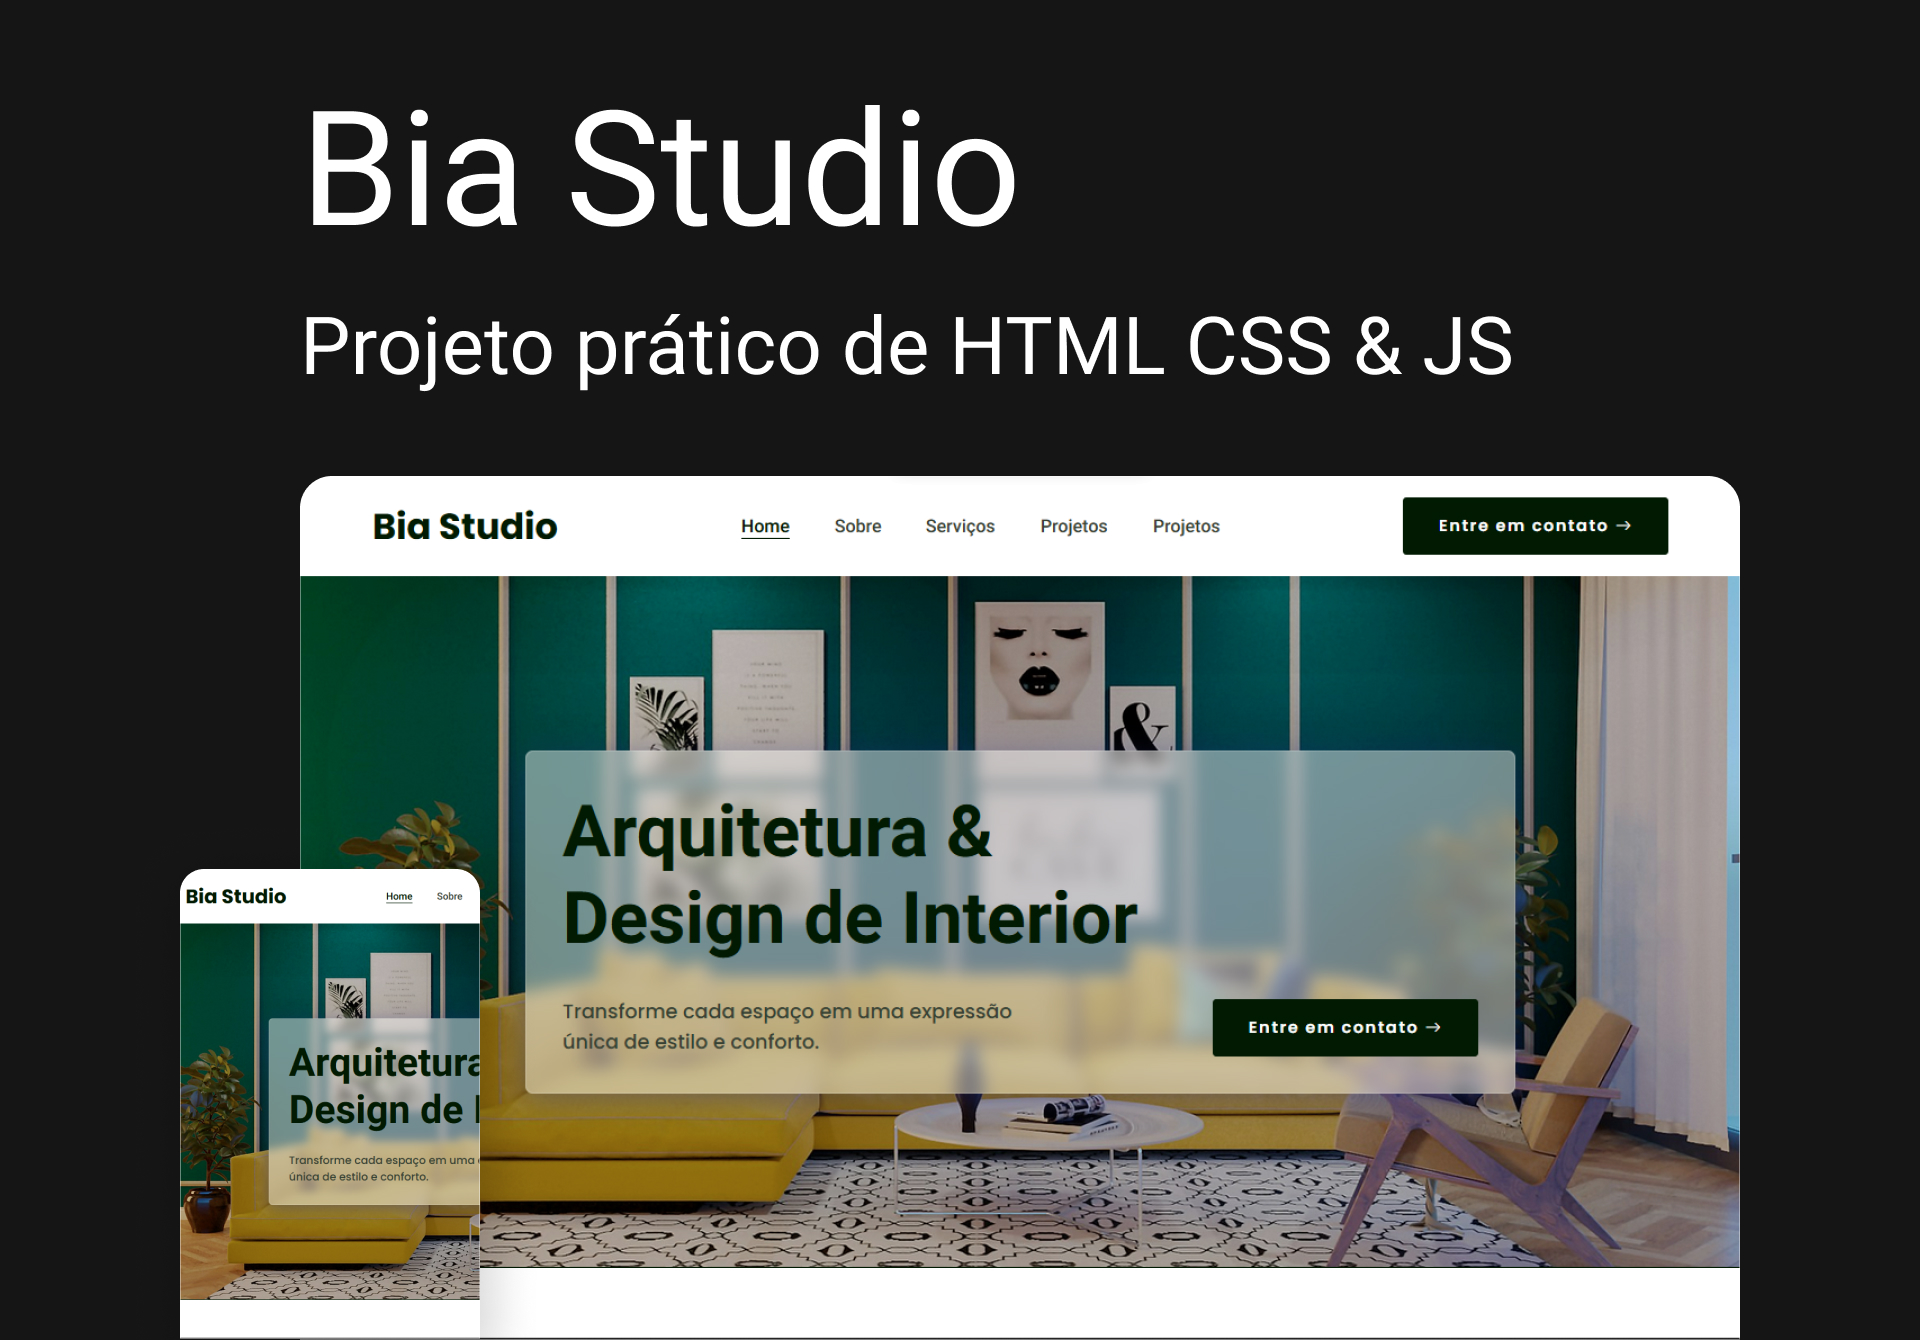 Bia Studio
Projeto prático de HTML CSS & JS
Bia Studio
Home Sobre Serviços Projetos Projetos
Entre em contato →
&
Arquitetura &
Design de Interior
Transforme cada espaço em uma expressão
única de estilo e conforto.
Entre em contato →
Bia Studio
Home Sobre
Arquitetura
Design de
Transforme cada espaço em uma
única de estilo e conforto.